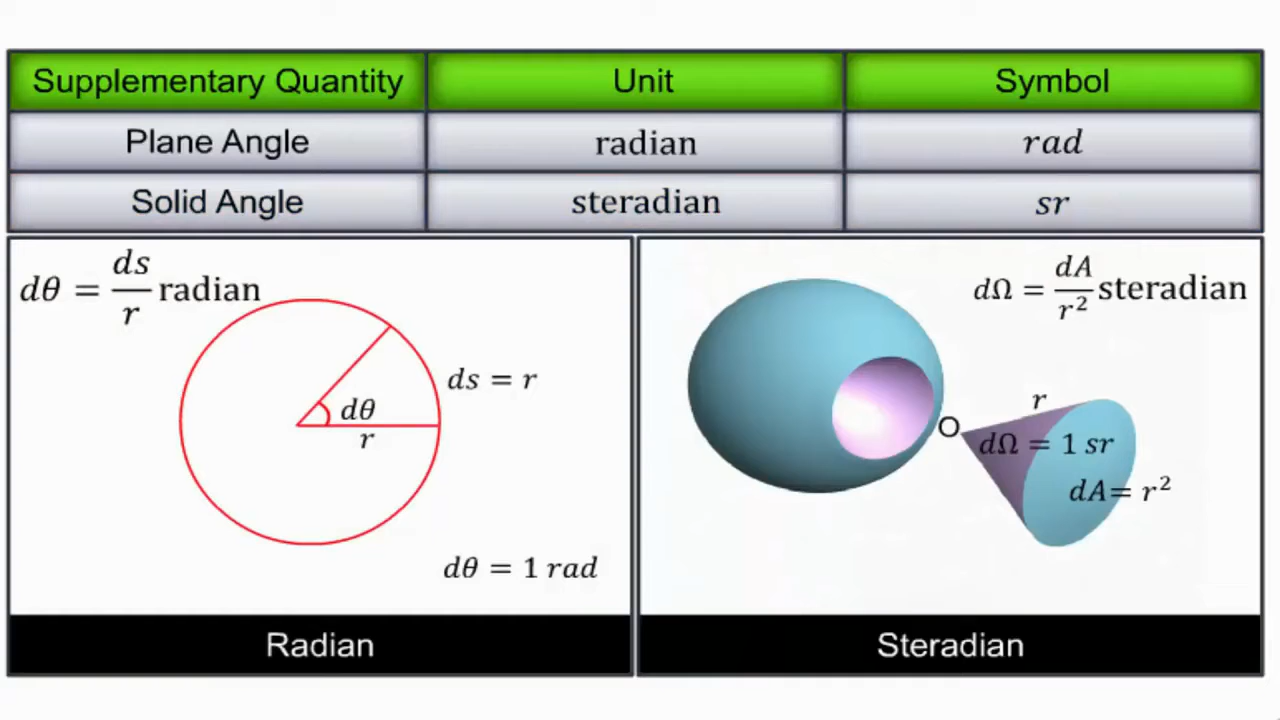 Supplementary Quantity Unit Symbol
Plane Angle radian rad
Solid Angle steradian sr
dθ = ds/r radian
ds = r
dθ
r
dθ = 1 rad
Radian
dΩ = dA/r² steradian
r
O
dΩ = 1 sr
dA = r²
Steradian